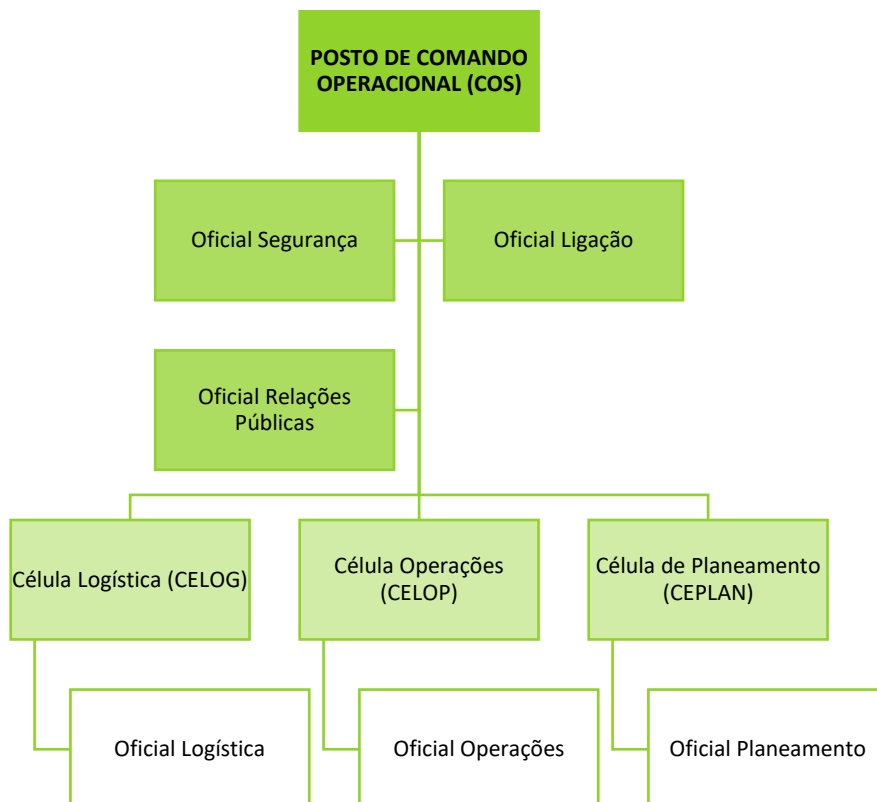 POSTO DE COMANDO
OPERACIONAL (COS)
Oficial Segurança
Oficial Ligação
Oficial Relações
Públicas
Célula Logística (CELOG)
Célula Operações
(CELOP)
Célula de Planeamento
(CEPLAN)
Oficial Logística
Oficial Operações
Oficial Planeamento